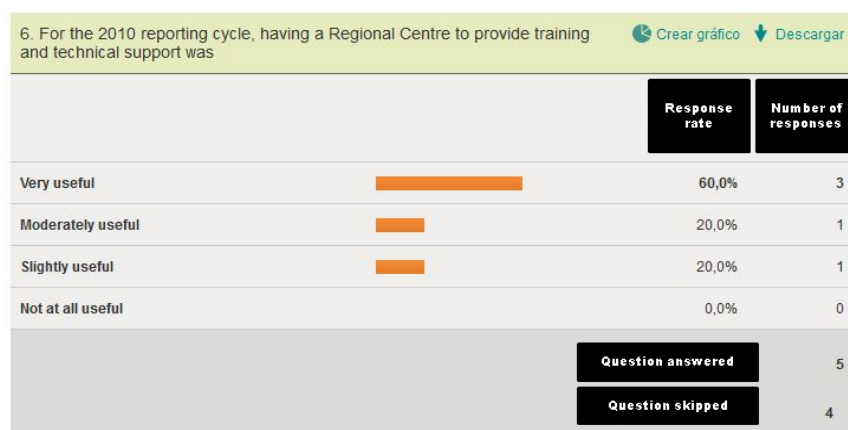 6. For the 2010 reporting cycle, having a Regional Centre to provide training
and technical support was
Crear gráfico Descargar
Response
rate
Number of
responses
Very useful 60,0% 3
Moderately useful 20,0% 1
Slightly useful 20,0% 1
Not at all useful 0,0% 0
Question answered 5
Question skipped 4